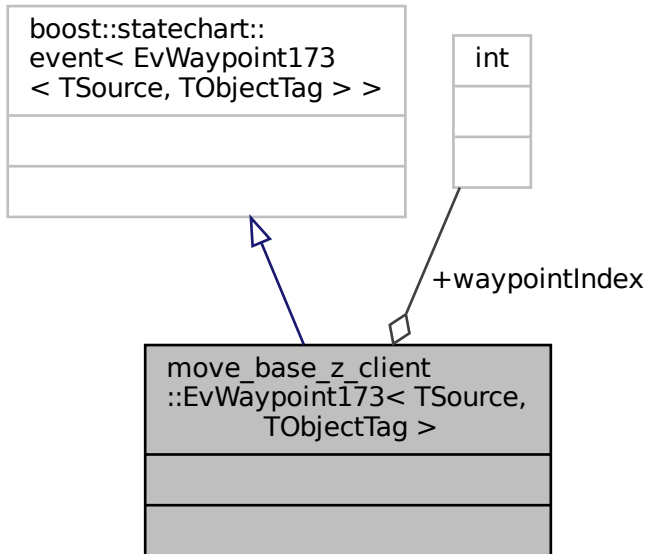 boost::statechart::
event< EvWaypoint173
< TSource, TObjectTag > >
int
+waypointIndex
move_base_z_client
::EvWaypoint173< TSource,
TObjectTag >